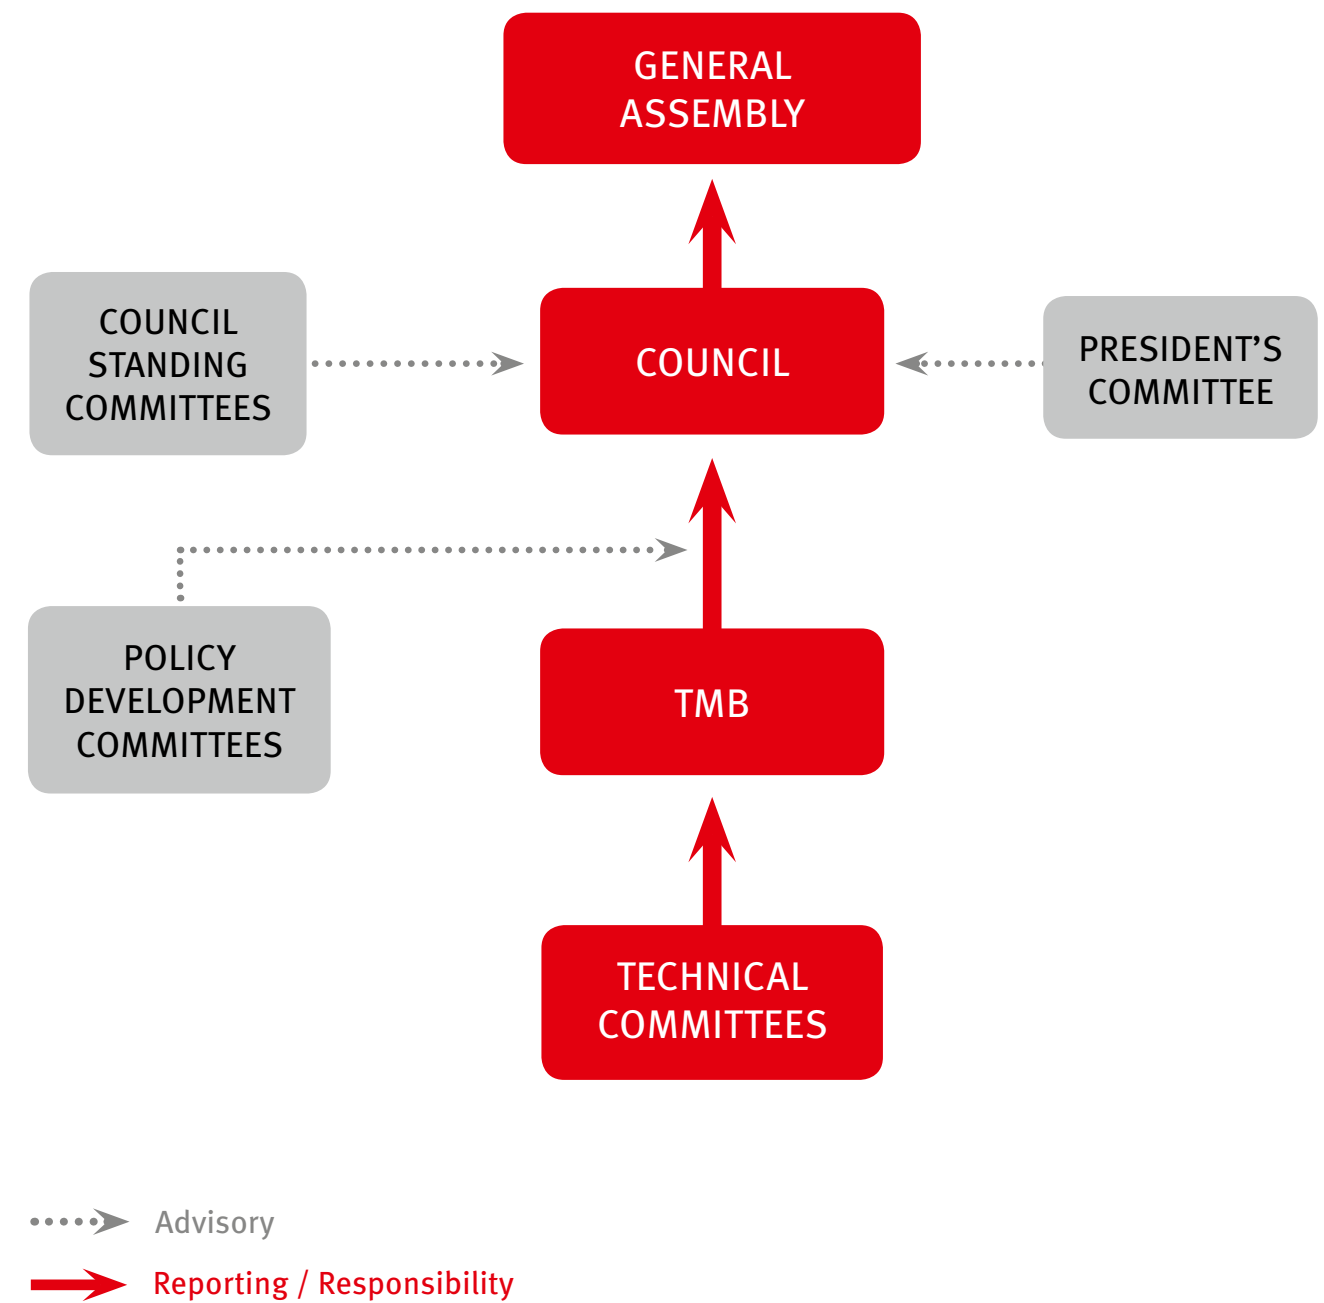 GENERAL
ASSEMBLY
COUNCIL
STANDING
COMMITTEES
COUNCIL
PRESIDENT’S
COMMITTEE
POLICY
DEVELOPMENT
COMMITTEES
TMB
TECHNICAL
COMMITTEES
Advisory
Reporting / Responsibility